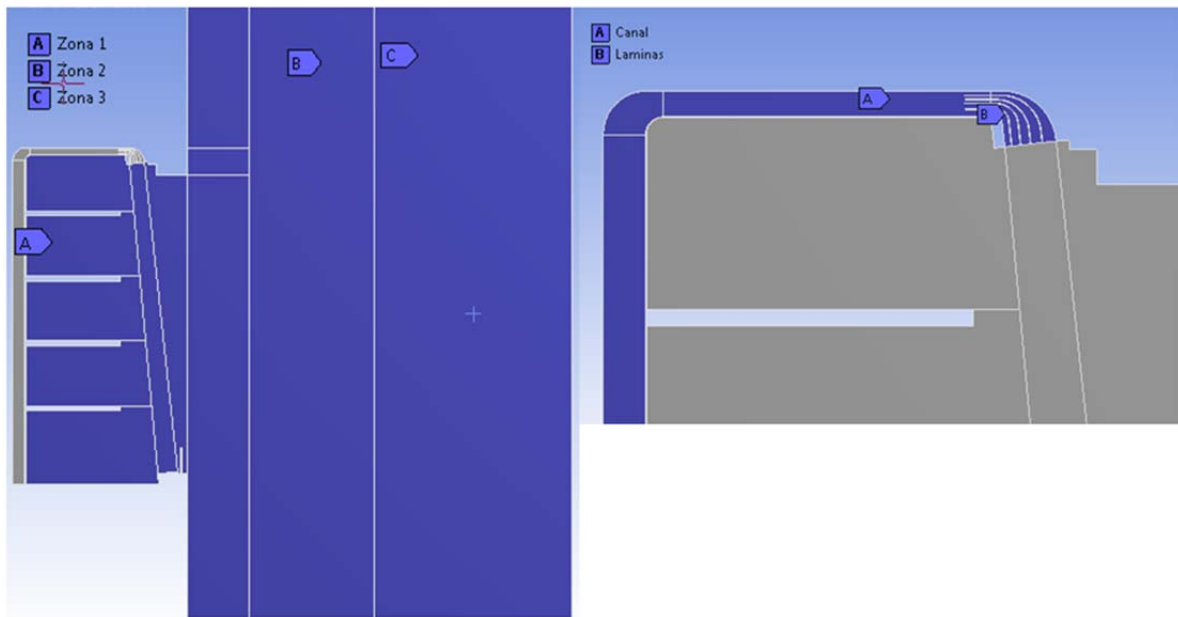 A Zona 1
B Zona 2
C Zona 3
A
B
C
A Canal
B Laminas
A
B